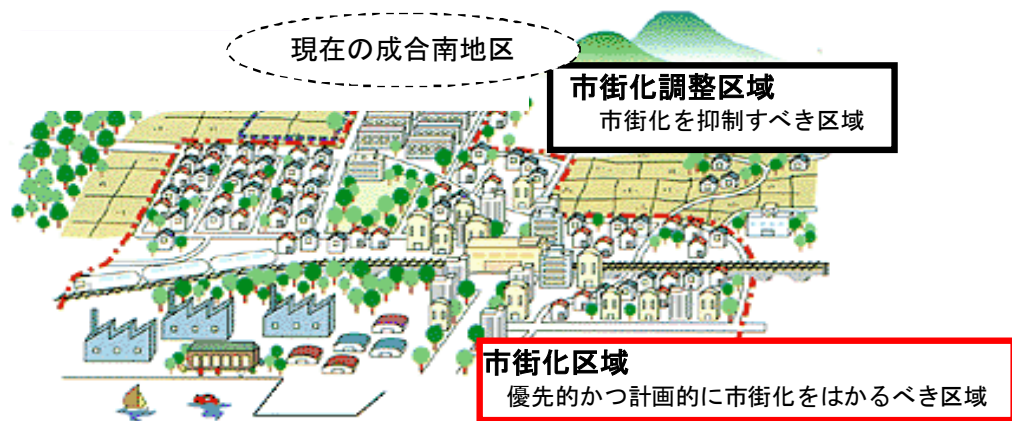 現在の成合南地区
市街化調整区域
市街化を抑制すべき区域
市街化区域
優先的かつ計画的に市街化をはかるべき区域